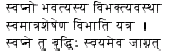 स्वप्नो भवत्यस्य विभक्त्यवस्था
स्वमात्रशेषेण विभाति यत्र ।
स्वप्ने तु बुद्धिः स्वयमेव जाग्रत्